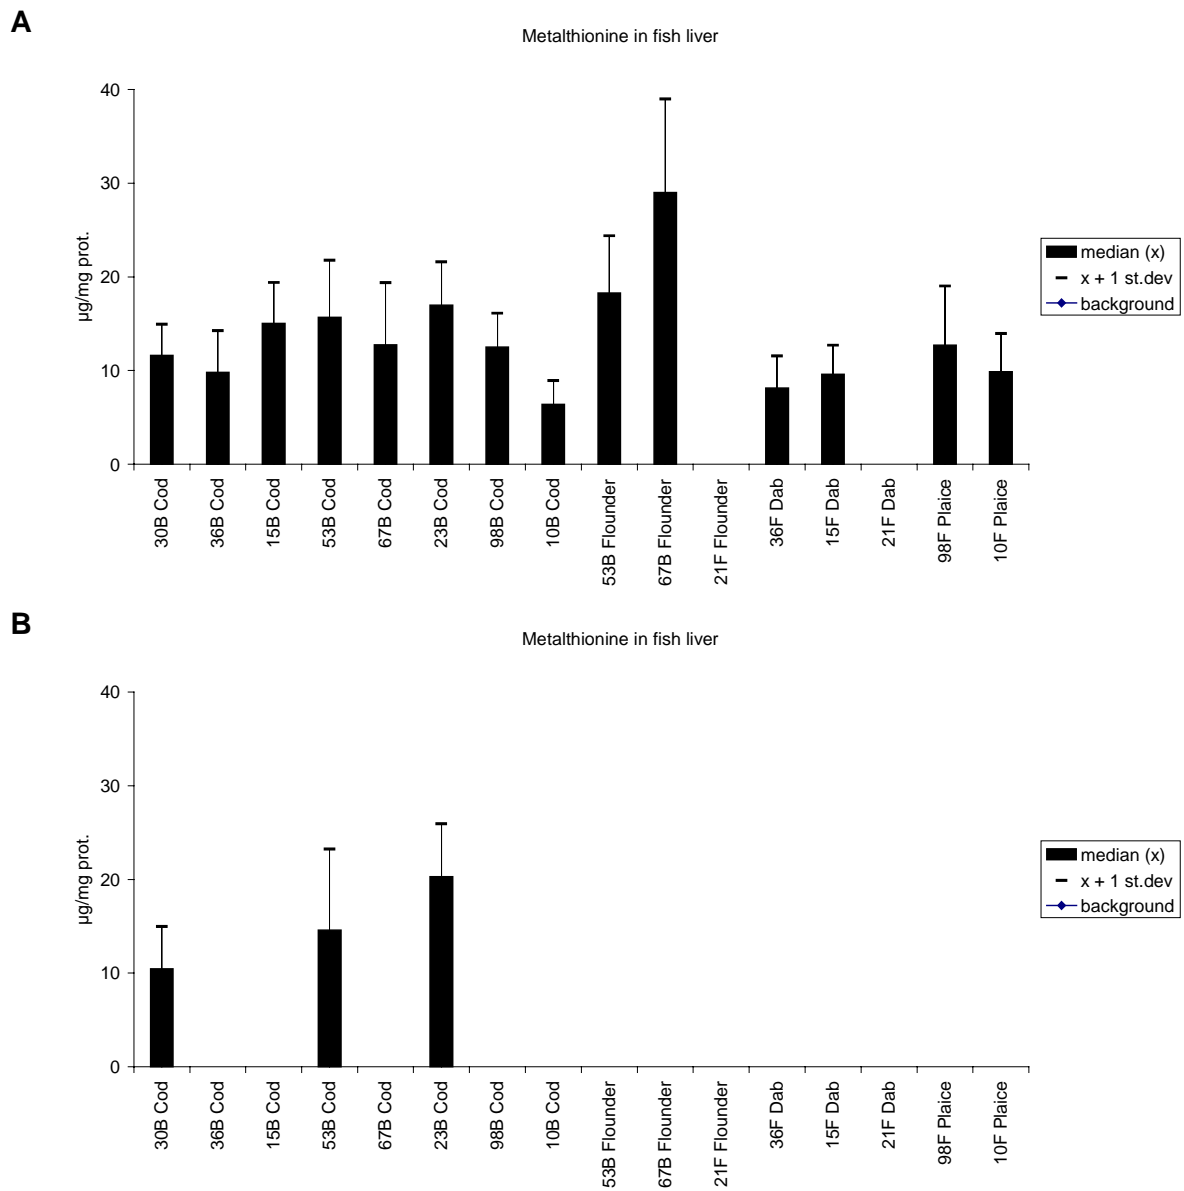 A
Metalthionine in fish liver
40
30
20
10
0
µg/mg prot.
30B Cod
36B Cod
15B Cod
53B Cod
67B Cod
23B Cod
98B Cod
10B Cod
53B Flounder
67B Flounder
21F Flounder
36F Dab
15F Dab
21F Dab
98F Plaice
10F Plaice
median (x)
x + 1 st.dev
background
B
Metalthionine in fish liver
40
30
20
10
0
µg/mg prot.
30B Cod
36B Cod
15B Cod
53B Cod
67B Cod
23B Cod
98B Cod
10B Cod
53B Flounder
67B Flounder
21F Flounder
36F Dab
15F Dab
21F Dab
98F Plaice
10F Plaice
median (x)
x + 1 st.dev
background